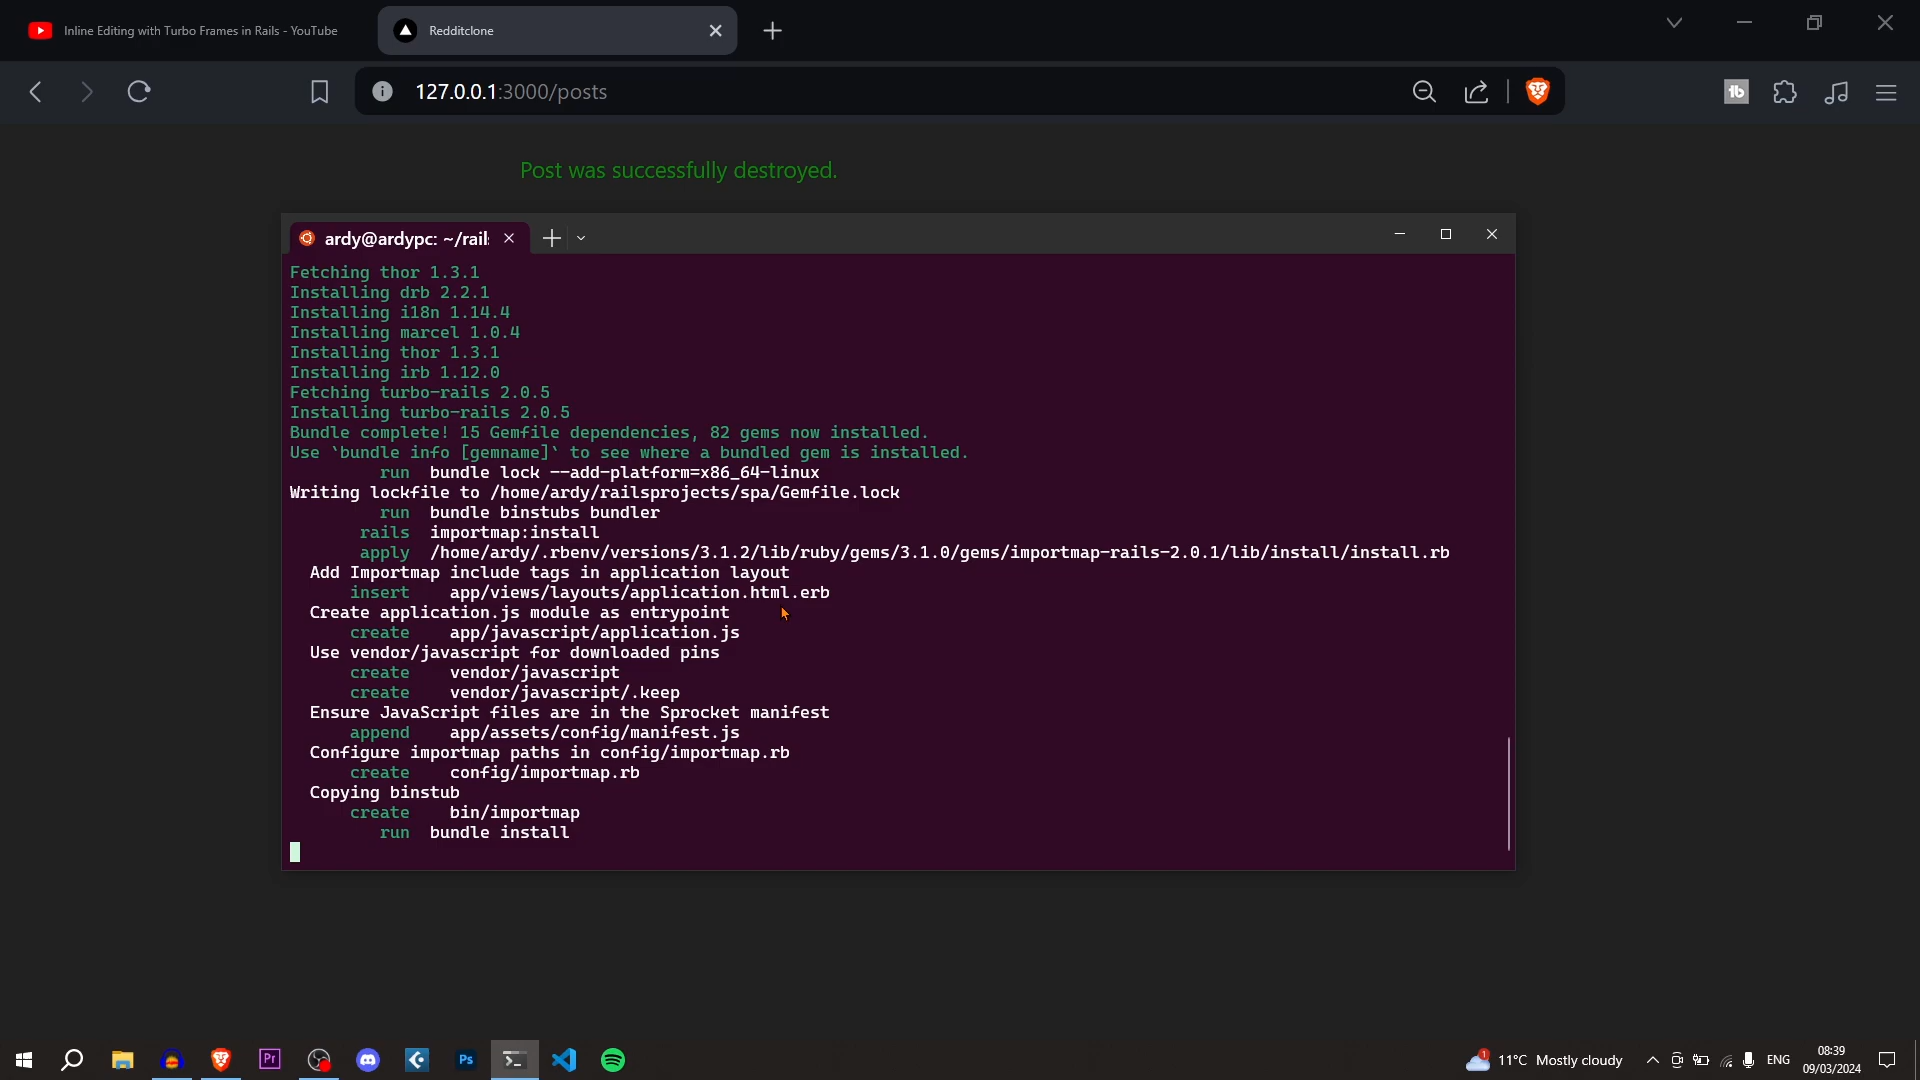 Inline Editing with Turbo Frames in Rails - YouTube
Redditclone
127.0.0.1:3000/posts
Post was successfully destroyed.
ardy@ardypc: ~/rail
Fetching thor 1.3.1
Installing drb 2.2.1
Installing i18n 1.14.4
Installing marcel 1.0.4
Installing thor 1.3.1
Installing irb 1.12.0
Fetching turbo-rails 2.0.5
Installing turbo-rails 2.0.5
Bundle complete! 15 Gemfile dependencies, 82 gems now installed.
Use `bundle info [gemname]` to see where a bundled gem is installed.
run bundle lock --add-platform=x86_64-linux
Writing lockfile to /home/ardy/railsprojects/spa/Gemfile.lock
run bundle binstubs bundler
rails importmap:install
apply /home/ardy/.rbenv/versions/3.1.2/lib/ruby/gems/3.1.0/gems/importmap-rails-2.0.1/lib/install/install.rb
Add Importmap include tags in application layout
insert app/views/layouts/application.html.erb
Create application.js module as entrypoint
create app/javascript/application.js
Use vendor/javascript for downloaded pins
create vendor/javascript
create vendor/javascript/.keep
Ensure JavaScript files are in the Sprocket manifest
append app/assets/config/manifest.js
Configure importmap paths in config/importmap.rb
create config/importmap.rb
Copying binstub
create bin/importmap
run bundle install
Pr
Ps
1
11°C Mostly cloudy
ENG
08:39
09/03/2024